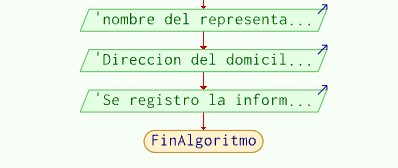 'nombre del representa...
'Direccion del domicil...
'Se registro la inform...
FinAlgoritmo